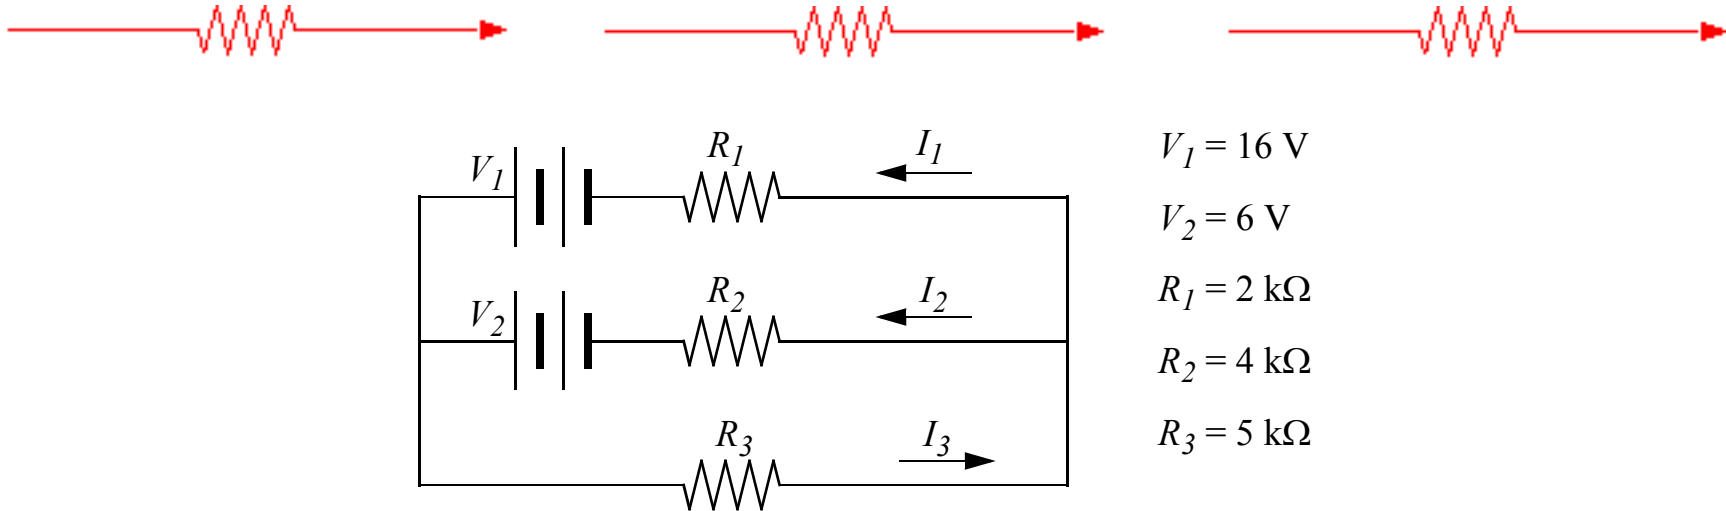 R1 I1
V1
V1 = 16 V
V2 = 6 V
R2 I2
V2
R1 = 2 kΩ
R2 = 4 kΩ
R3 I3
R3 = 5 kΩ